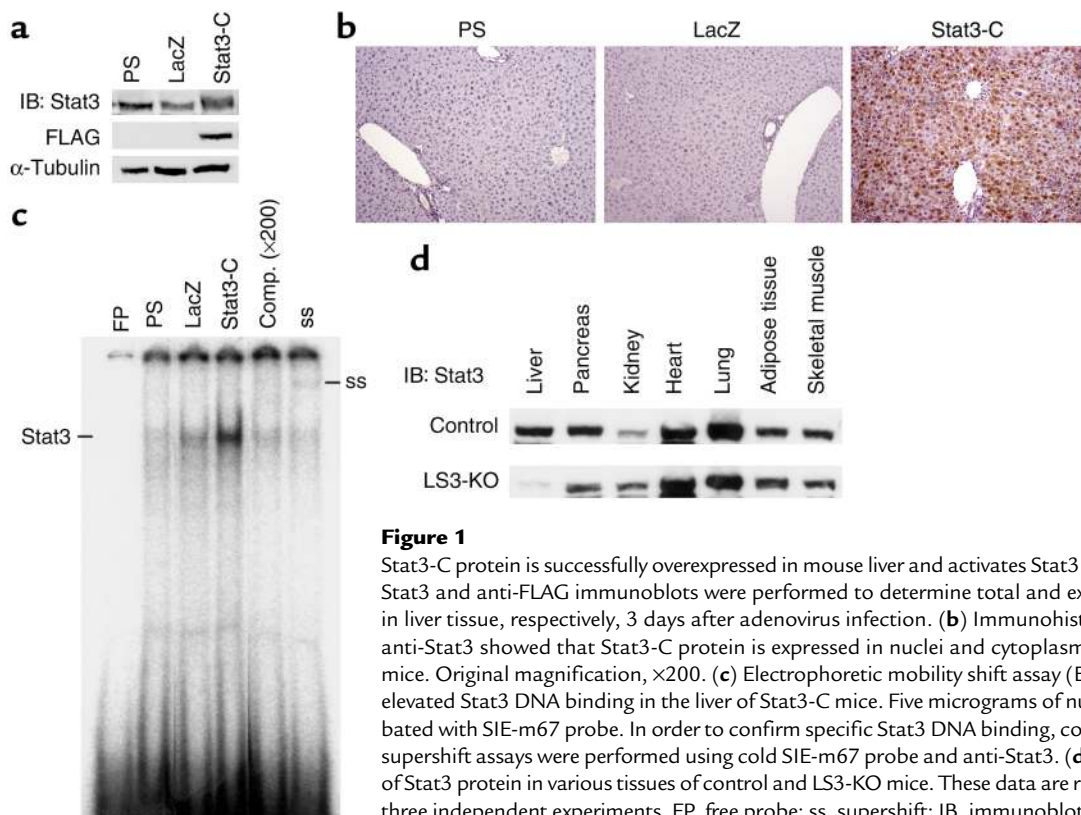 a
PS
LacZ
Stat3-C
IB: Stat3
FLAG
α-Tubulin
b
PS
LacZ
Stat3-C
c
FP
PS
LacZ
Stat3-C
Comp. (×200)
ss
ss
Stat3
d
IB: Stat3
Liver
Pancreas
Kidney
Heart
Lung
Adipose tissue
Skeletal muscle
Control
LS3-KO
Figure 1
Stat3-C protein is successfully overexpressed in mouse liver and activates Stat3
Stat3 and anti-FLAG immunoblots were performed to determine total and ex
in liver tissue, respectively, 3 days after adenovirus infection. (b) Immunohist
anti-Stat3 showed that Stat3-C protein is expressed in nuclei and cytoplasm
mice. Original magnification, ×200. (c) Electrophoretic mobility shift assay (E
elevated Stat3 DNA binding in the liver of Stat3-C mice. Five micrograms of nu
bated with SIE-m67 probe. In order to confirm specific Stat3 DNA binding, co
supershift assays were performed using cold SIE-m67 probe and anti-Stat3. (d
of Stat3 protein in various tissues of control and LS3-KO mice. These data are r
three independent experiments. FP, free probe; ss, supershift; IB, immunoblot